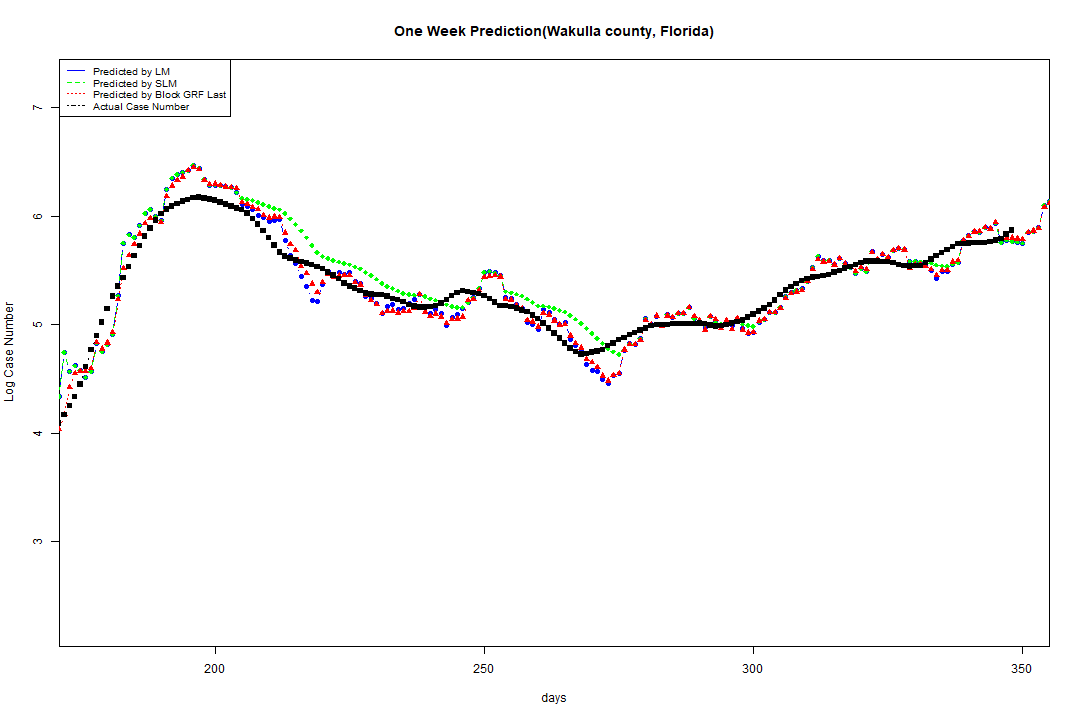 One Week Prediction(Wakulla county, Florida)
Predicted by LM
Predicted by SLM
Predicted by Block GRF Last
Actual Case Number
7
6
5
4
3
Log Case Number
200
250
300
350
days